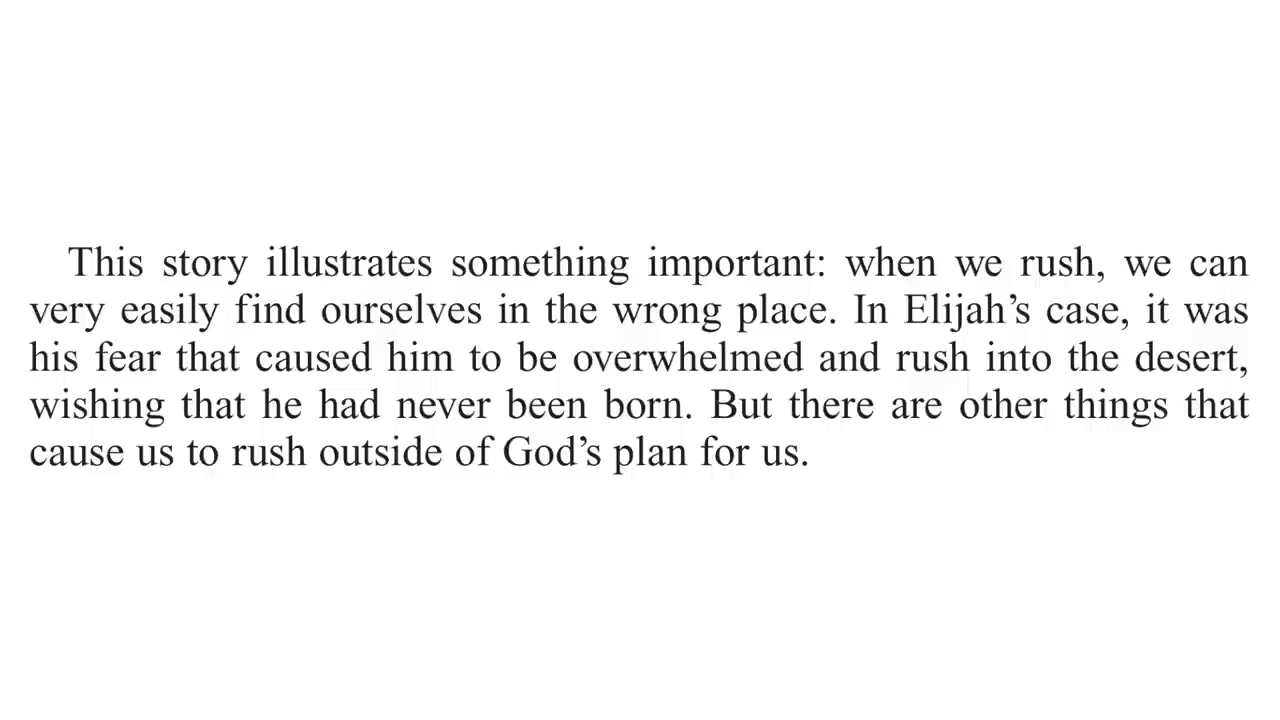 This story illustrates something important: when we rush, we can
very easily find ourselves in the wrong place. In Elijah’s case, it was
his fear that caused him to be overwhelmed and rush into the desert,
wishing that he had never been born. But there are other things that
cause us to rush outside of God’s plan for us.